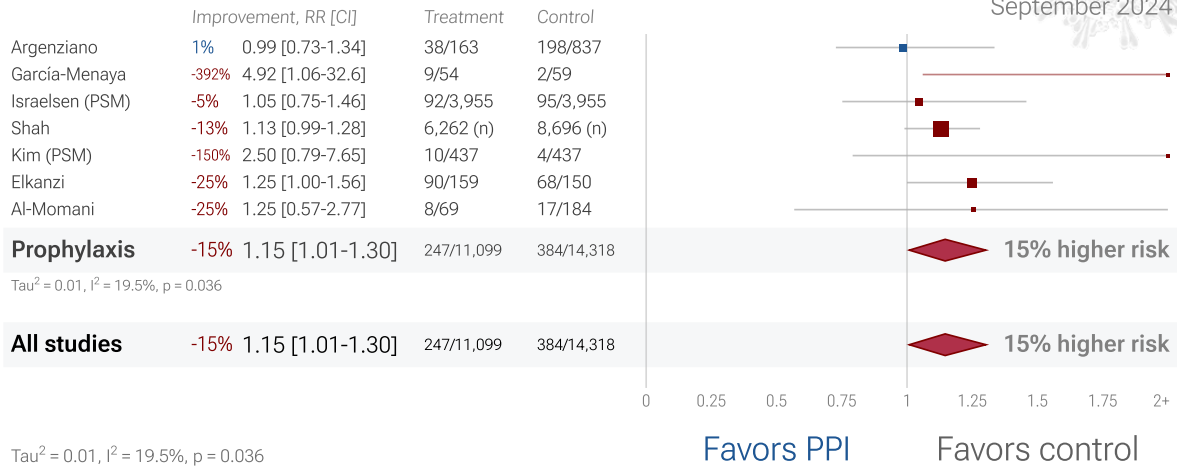 September 2024
Improvement, RR [CI] Treatment Control
Argenziano 1% 0.99 [0.73-1.34] 38/163 198/837
García-Menaya -392% 4.92 [1.06-32.6] 9/54 2/59
Israelsen (PSM) -5% 1.05 [0.75-1.46] 92/3,955 95/3,955
Shah -13% 1.13 [0.99-1.28] 6,262 (n) 8,696 (n)
Kim (PSM) -150% 2.50 [0.79-7.65] 10/437 4/437
Elkanzi -25% 1.25 [1.00-1.56] 90/159 68/150
Al-Momani -25% 1.25 [0.57-2.77] 8/69 17/184
Prophylaxis -15% 1.15 [1.01-1.30] 247/11,099 384/14,318 15% higher risk
Tau² = 0.01, I² = 19.5%, p = 0.036
All studies -15% 1.15 [1.01-1.30] 247/11,099 384/14,318 15% higher risk
0 0.25 0.5 0.75 1 1.25 1.5 1.75 2+
Tau² = 0.01, I² = 19.5%, p = 0.036 Favors PPI Favors control